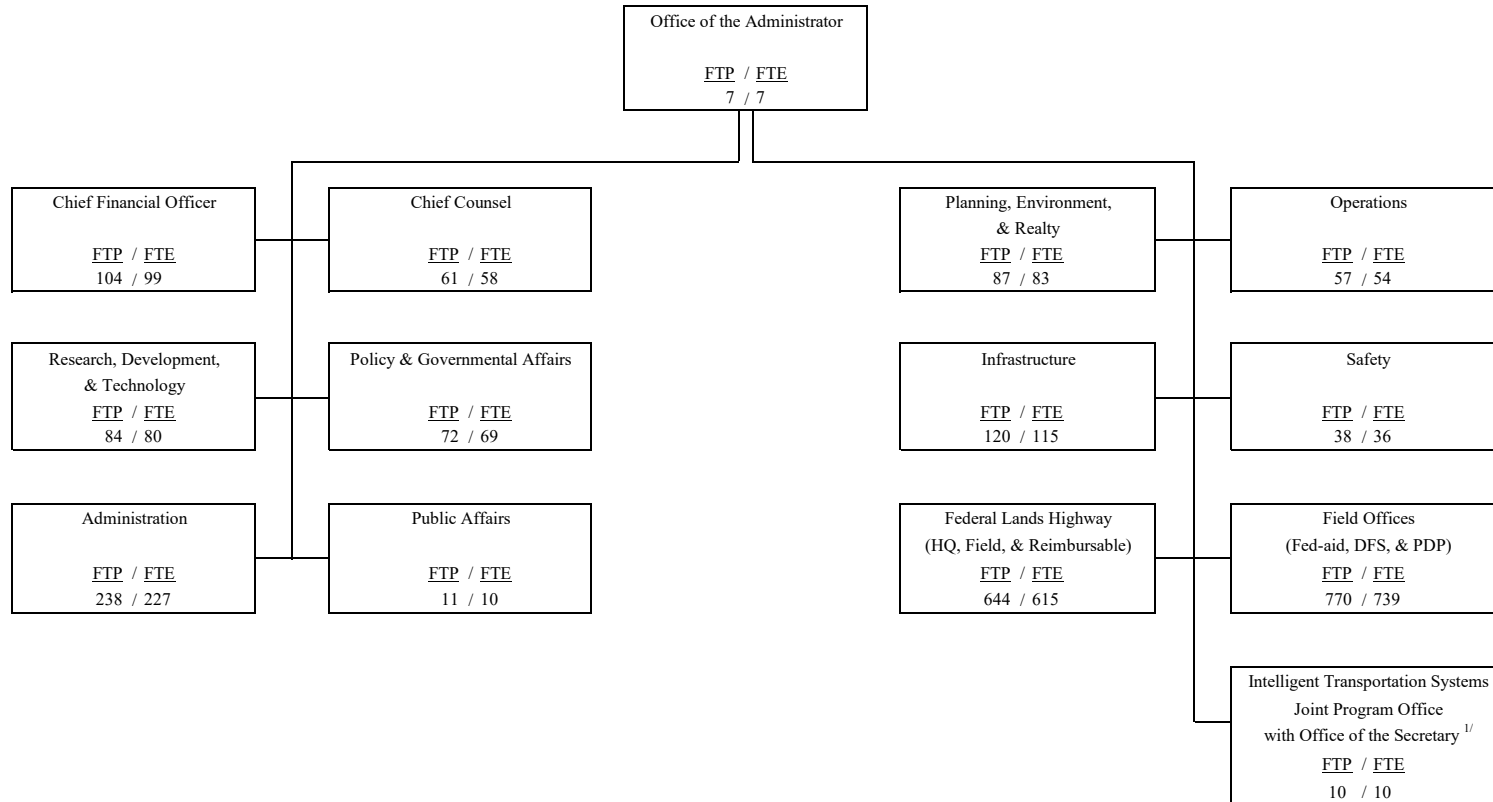 Office of the Administrator
FTP / FTE
7 / 7
Chief Financial Officer
FTP / FTE
104 / 99
Chief Counsel
FTP / FTE
61 / 58
Planning, Environment,
& Realty
FTP / FTE
87 / 83
Operations
FTP / FTE
57 / 54
Research, Development,
& Technology
FTP / FTE
84 / 80
Policy & Governmental Affairs
FTP / FTE
72 / 69
Infrastructure
FTP / FTE
120 / 115
Safety
FTP / FTE
38 / 36
Administration
FTP / FTE
238 / 227
Public Affairs
FTP / FTE
11 / 10
Federal Lands Highway
(HQ, Field, & Reimbursable)
FTP / FTE
644 / 615
Field Offices
(Fed-aid, DFS, & PDP)
FTP / FTE
770 / 739
Intelligent Transportation Systems
Joint Program Office
with Office of the Secretary 1/
FTP / FTE
10 / 10